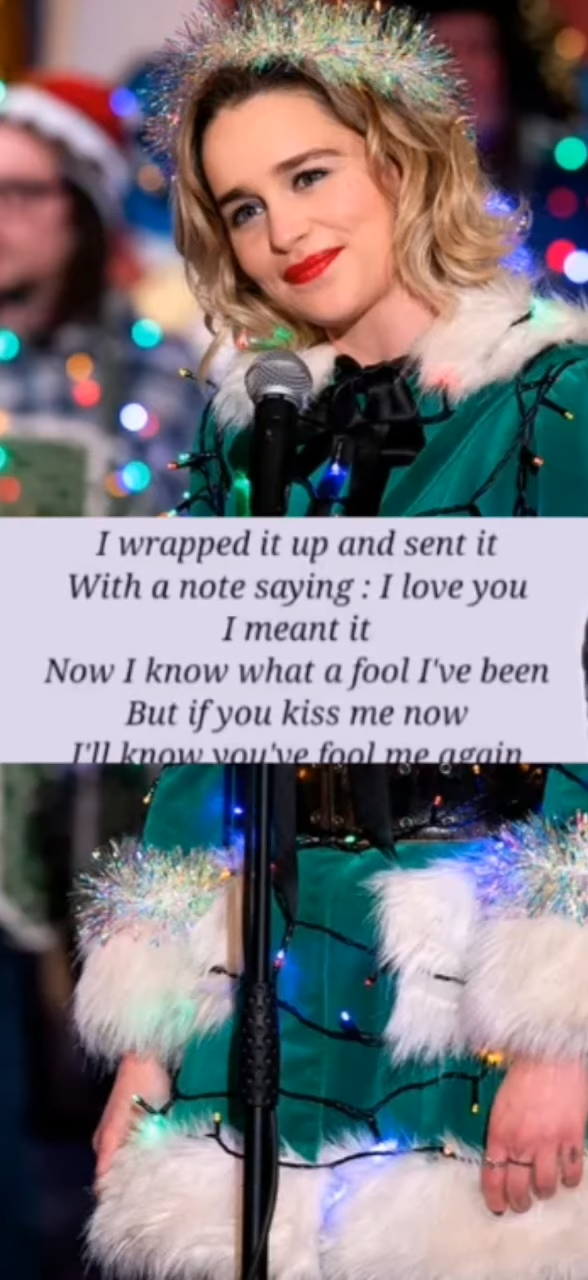 I wrapped it up and sent it
With a note saying : I love you
I meant it
Now I know what a fool I've been
But if you kiss me now
I'll know you've fool me again